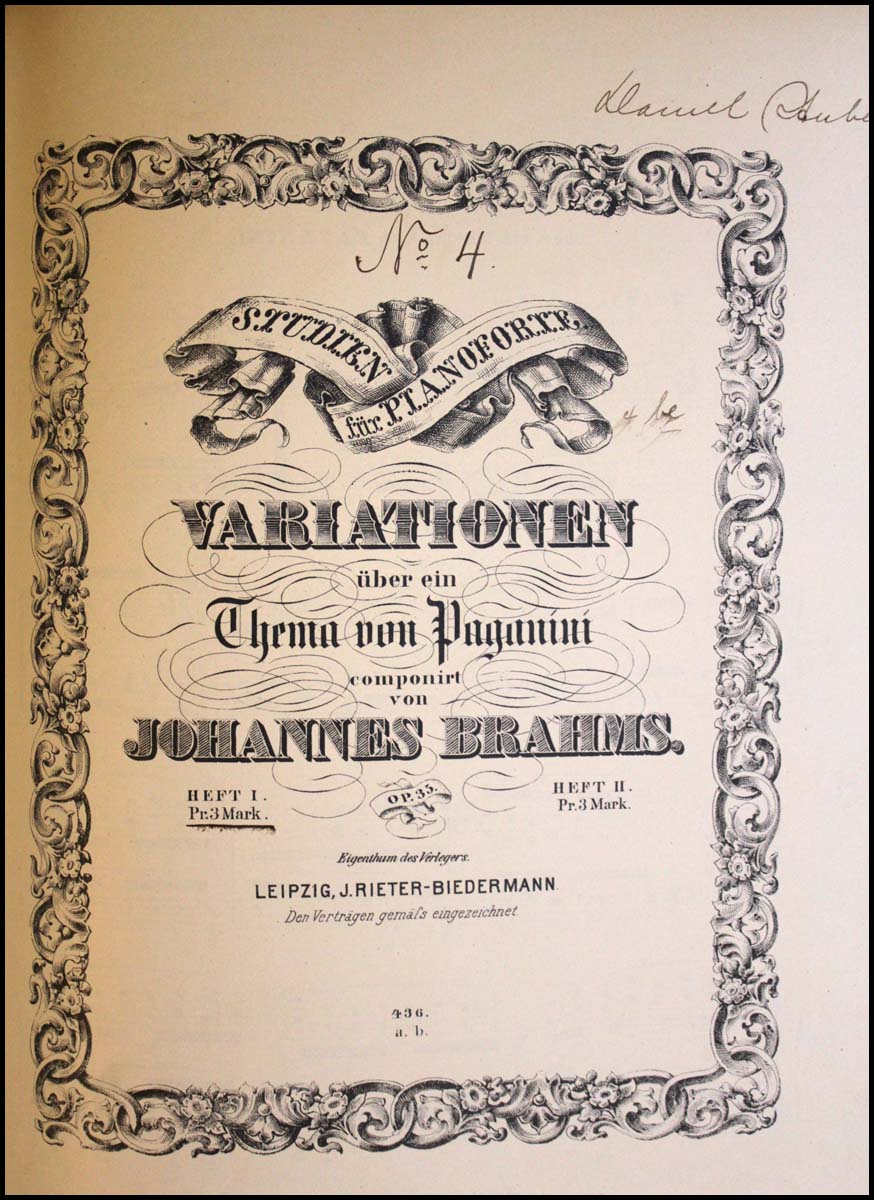 Daniel
No 4.
STUDIEN
für PIANOFORTE
VARIATIONEN
über ein
Thema von Paganini
componirt
von
JOHANNES BRAHMS.
HEFT I.
Pr. 3 Mark.
OP. 35.
HEFT II.
Pr. 3 Mark.
Eigenthum des Verlegers.
LEIPZIG, J. RIETER-BIEDERMANN.
Den Verträgen gemäſs eingezeichnet.
436.
a. b.